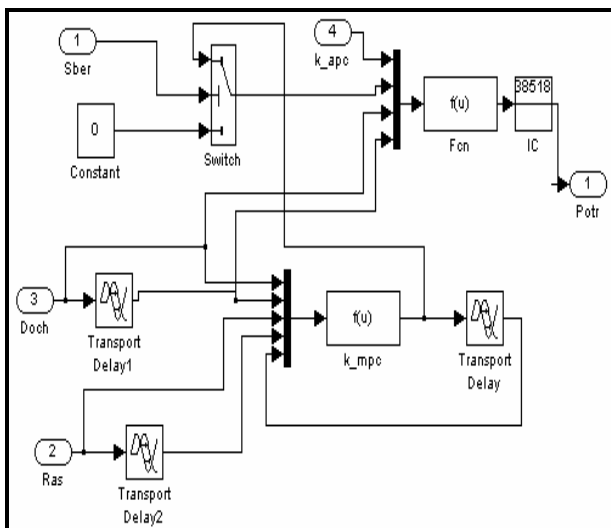 1
Sber
4
k_apc
0
Constant
Switch
f(u)
Fcn
38518
IC
1
Potr
3
Doch
Transport
Delay1
f(u)
k_mpc
Transport
Delay
2
Ras
Transport
Delay2